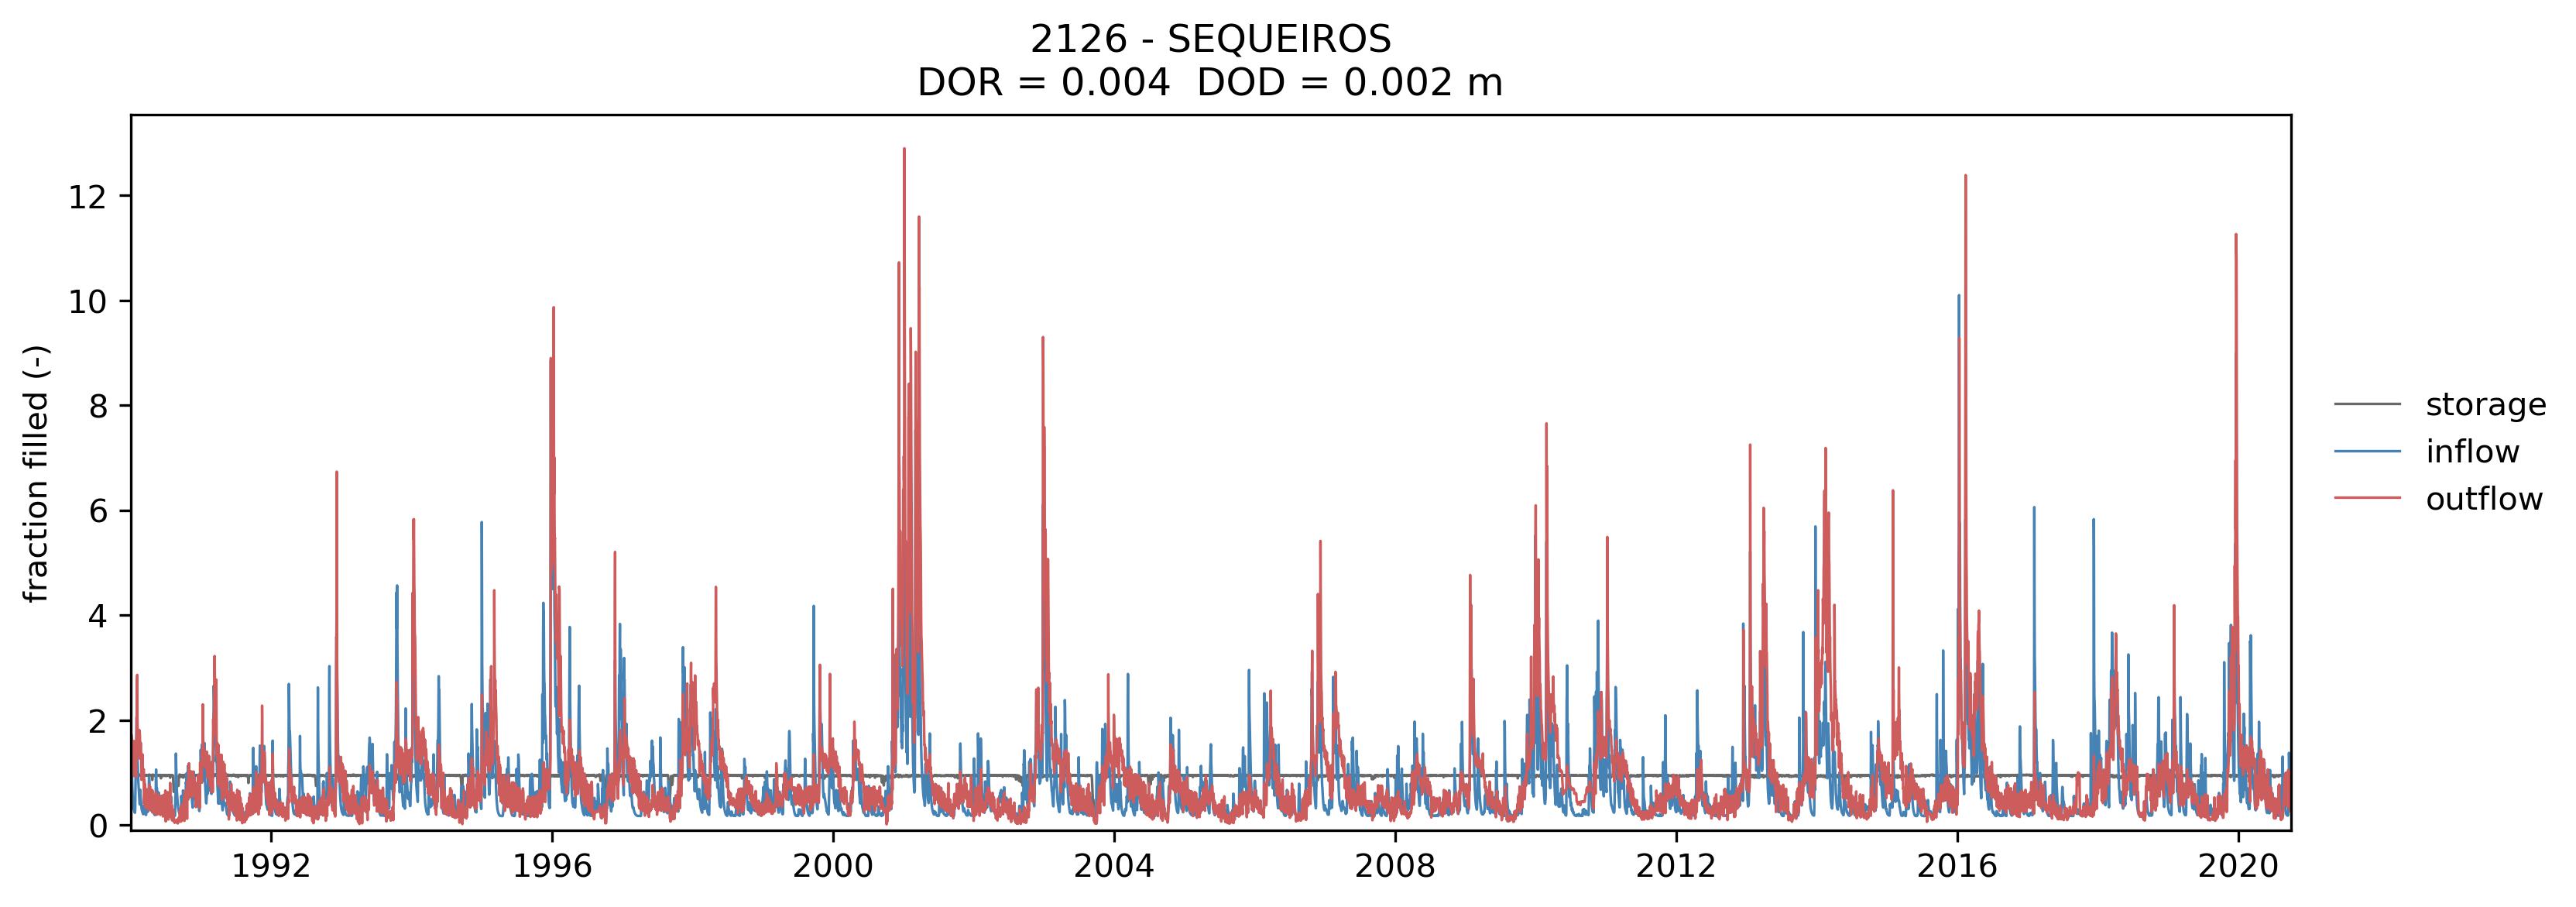 2126 - SEQUEIROS
DOR = 0.004  DOD = 0.002 m
fraction filled (-)
12
10
8
6
4
2
0
1992
1996
2000
2004
2008
2012
2016
2020
storage
inflow
outflow